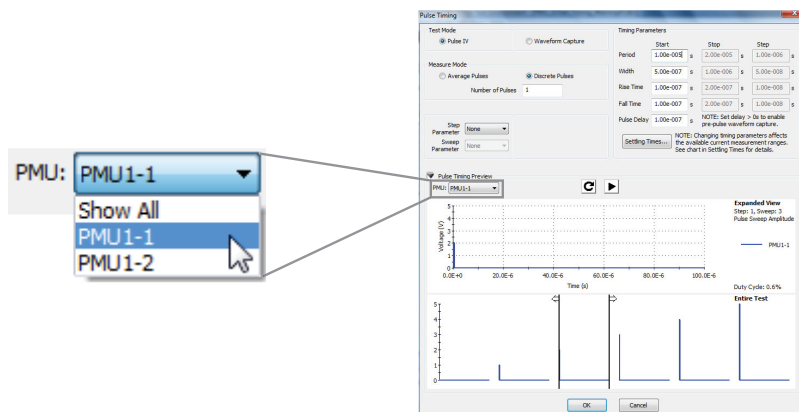 PMU: PMU1-1
Show All
PMU1-1
PMU1-2
Pulse Timing
Test Mode
Pulse IV Waveform Capture
Measure Mode
Average Pulses Discrete Pulses
Number of Pulses 1
Step Parameter None
Sweep Parameter None
Timing Parameters
Start Stop Step
Period 1.00e-005 s 2.00e-005 s 1.00e-006 s
Width 5.00e-007 s 1.00e-006 s 5.00e-008 s
Rise Time 1.00e-007 s 2.00e-007 s 1.00e-008 s
Fall Time 1.00e-007 s 2.00e-007 s 1.00e-008 s
Pulse Delay 1.00e-007 s NOTE: Set delay > 0s to enable
pre-pulse waveform capture.
Settling Times... NOTE: Changing timing parameters affects
the available current measurement ranges.
See chart in Settling Times for details.
Pulse Timing Preview
PMU: PMU1-1
Voltage (V)
5
4
3
2
1
0
0.0E+0 20.0E-6 40.0E-6 60.0E-6 80.0E-6 100.0E-6
Time (s)
Expanded View
Step: 1, Sweep: 3
Pulse Sweep Amplitude
PMU1-1
Duty Cycle: 0.6%
Entire Test
5
4
3
2
1
0
OK Cancel